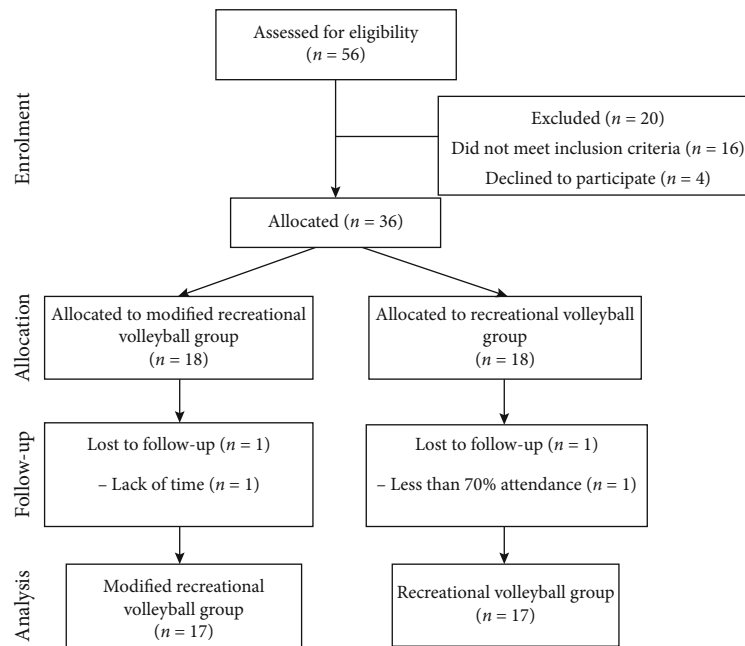 Enrolment
Assessed for eligibility
(n = 56)
Excluded (n = 20)
Did not meet inclusion criteria (n = 16)
Declined to participate (n = 4)
Allocated (n = 36)
Allocation
Allocated to modified recreational
volleyball group
(n = 18)
Allocated to recreational volleyball
group
(n = 18)
Follow-up
Lost to follow-up (n = 1)
– Lack of time (n = 1)
Lost to follow-up (n = 1)
– Less than 70% attendance (n = 1)
Analysis
Modified recreational
volleyball group
(n = 17)
Recreational volleyball group
(n = 17)